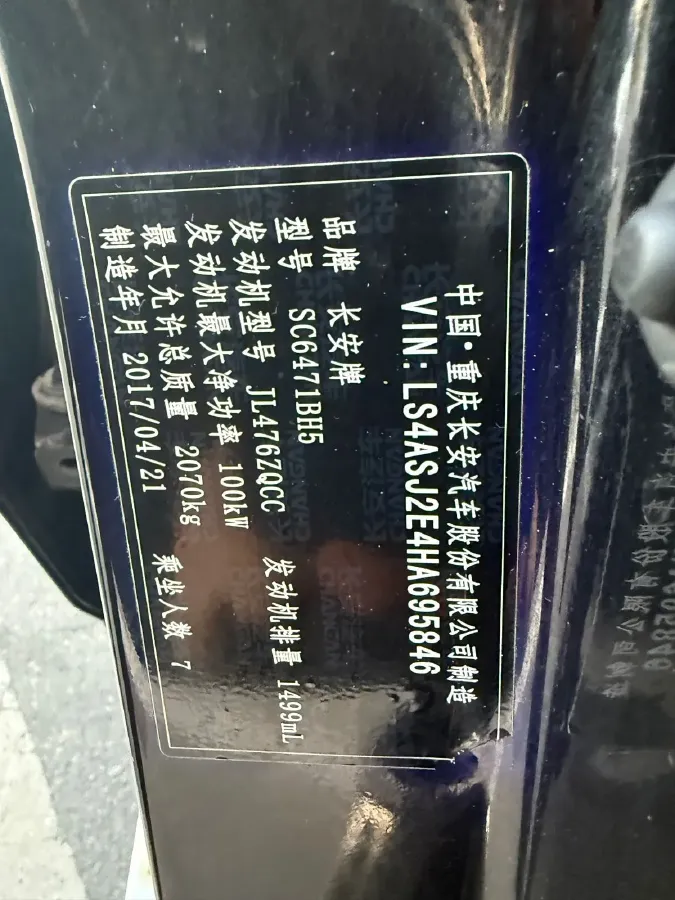 中国·重庆长安汽车股份有限公司制造
VIN:LS4ASJ2E4HA695846
品牌 长安牌
型号 SC6471BH5
发动机型号 JL476ZQCC 发动机排量 1499mL
发动机最大净功率 100kW
最大允许总质量 2070kg 乘坐人数 7
制造年月 2017/04/21